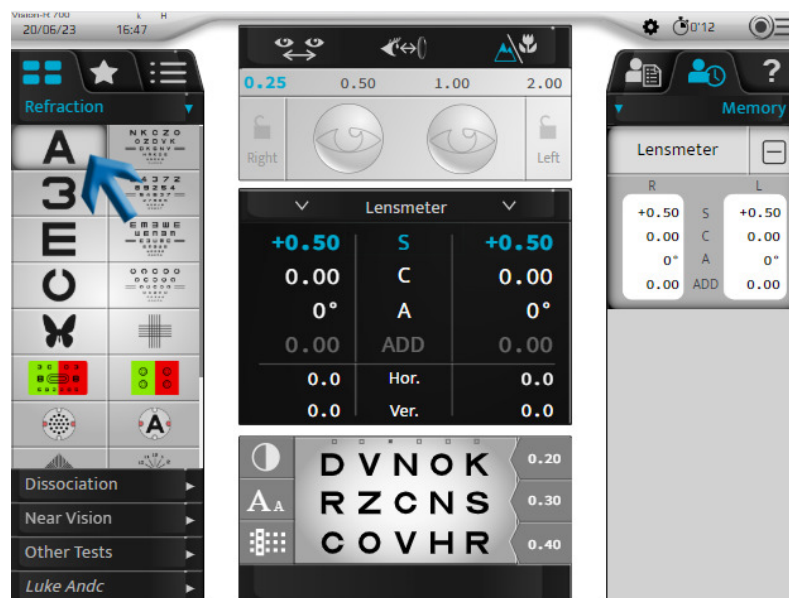 Vision-R 700
20/06/23 16:47
0'12
Refraction
A
3
E
0.25 0.50 1.00 2.00
Right Left
Lensmeter
+0.50 S +0.50
0.00 C 0.00
0° A 0°
0.00 ADD 0.00
0.0 Hor. 0.0
0.0 Ver. 0.0
D V N O K 0.20
A A R Z C N S 0.30
C O V H R 0.40
Dissociation
Near Vision
Other Tests
Luke Andc
?
Memory
Lensmeter
R L
+0.50 S +0.50
0.00 C 0.00
0° A 0°
0.00 ADD 0.00
N K C Z O
A